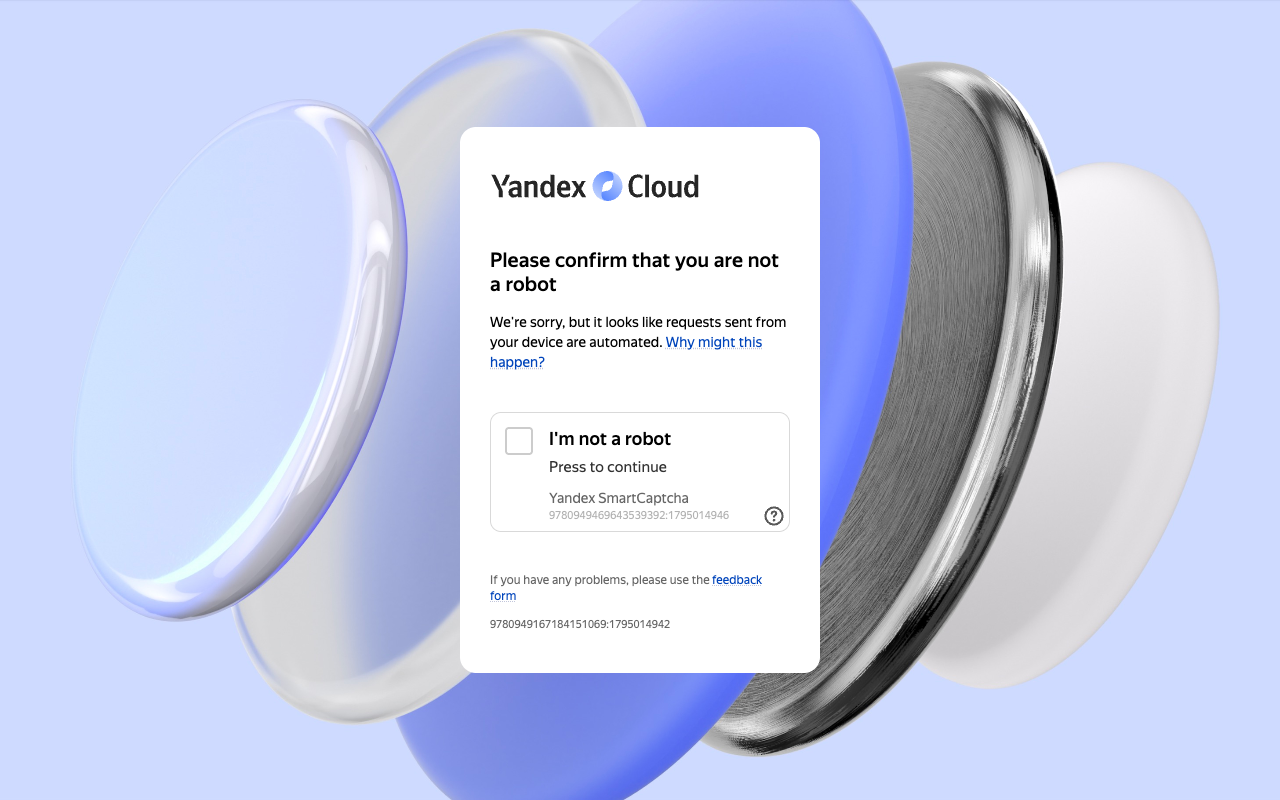 Yandex Cloud
Please confirm that you are not
a robot
We're sorry, but it looks like requests sent from
your device are automated. Why might this
happen?
I'm not a robot
Press to continue
Yandex SmartCaptcha
9780949469643539392:1795014946
If you have any problems, please use the feedback
form
9780949167184151069:1795014942